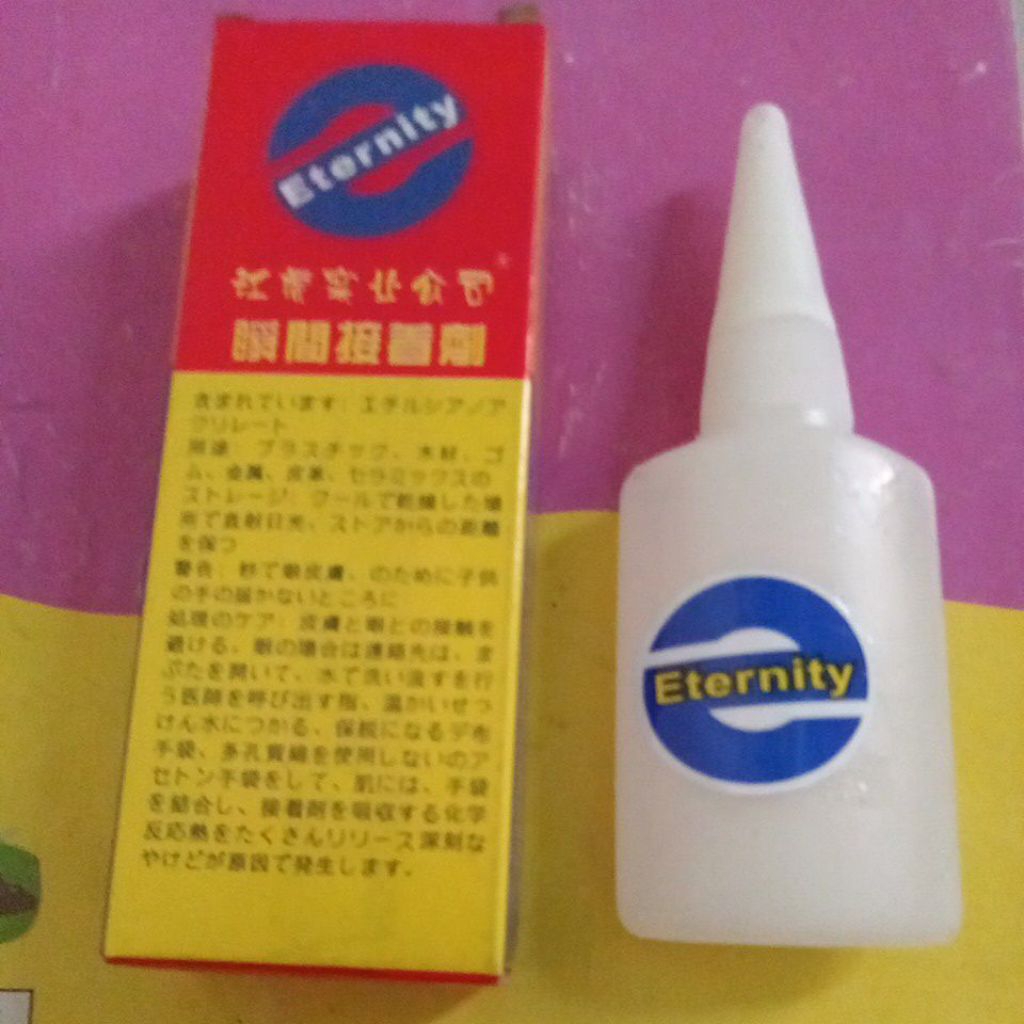 Eternity
瞬間接着剤
含まれています: エチルシアノア
クリレート
用途: プラスチック、木材、ゴ
ム、金属、皮革、セラミックスの
ストレージ: クールで乾燥した場
所で直射日光、ストアからの距離
を保つ
警告: 秒で眼皮膚、のために子供
の手の届かないところに
処理のケア: 皮膚と眼との接触を
避ける、眼の場合は連絡先は、ま
ぶたを開いて、水で洗い流すを行
う医師を呼び出す指、温かいせっ
けん水につかる、保脱になるデ布
手袋、多孔質綿を使用しないのア
セトン手袋をして、肌には、手袋
を結合し、接着剤を吸収する化学
反応熱をたくさんリリース深刻な
やけどが原因で発生します.
Eternity